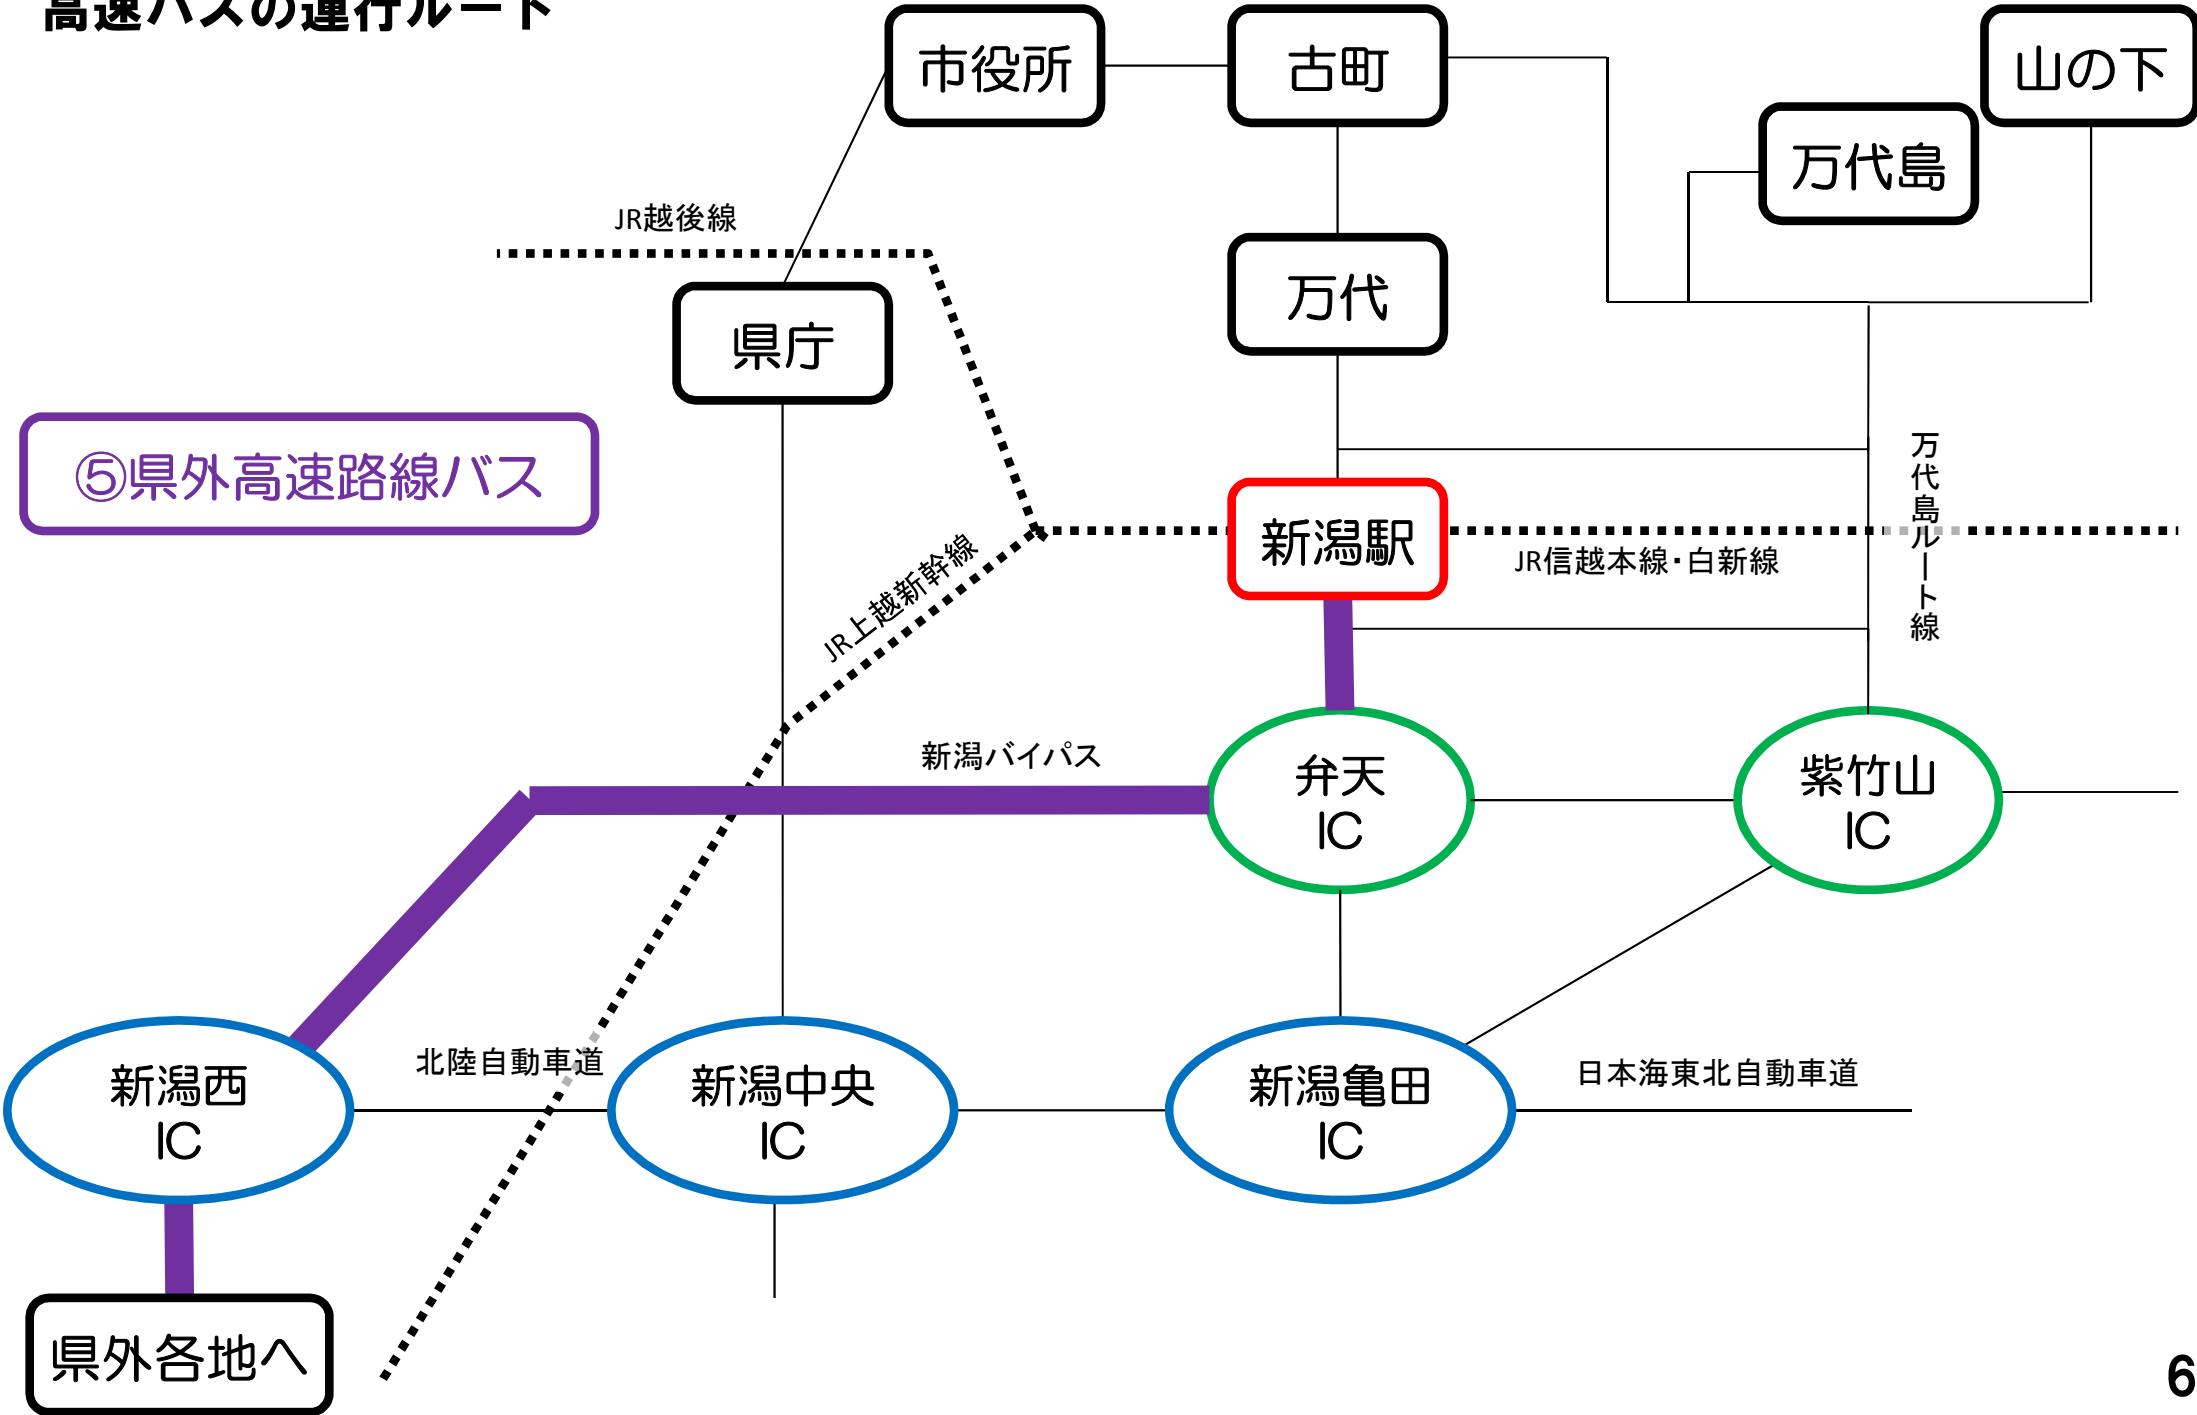 高速バスの運行ルート
市役所
古町
山の下
万代島
JR越後線
万代
県庁
⑤県外高速路線バス
万代島ルート線
新潟駅
JR信越本線・白新線
JR上越新幹線
新潟バイパス
弁天
IC
紫竹山
IC
新潟西
IC
北陸自動車道
新潟中央
IC
新潟亀田
IC
日本海東北自動車道
県外各地へ
6